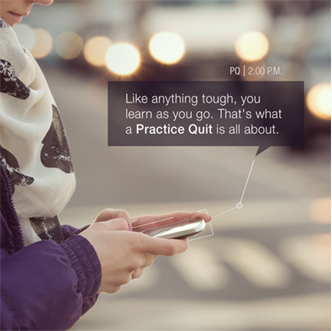 PQ | 2:00 P.M.
Like anything tough, you
learn as you go. That's what
a Practice Quit is all about.